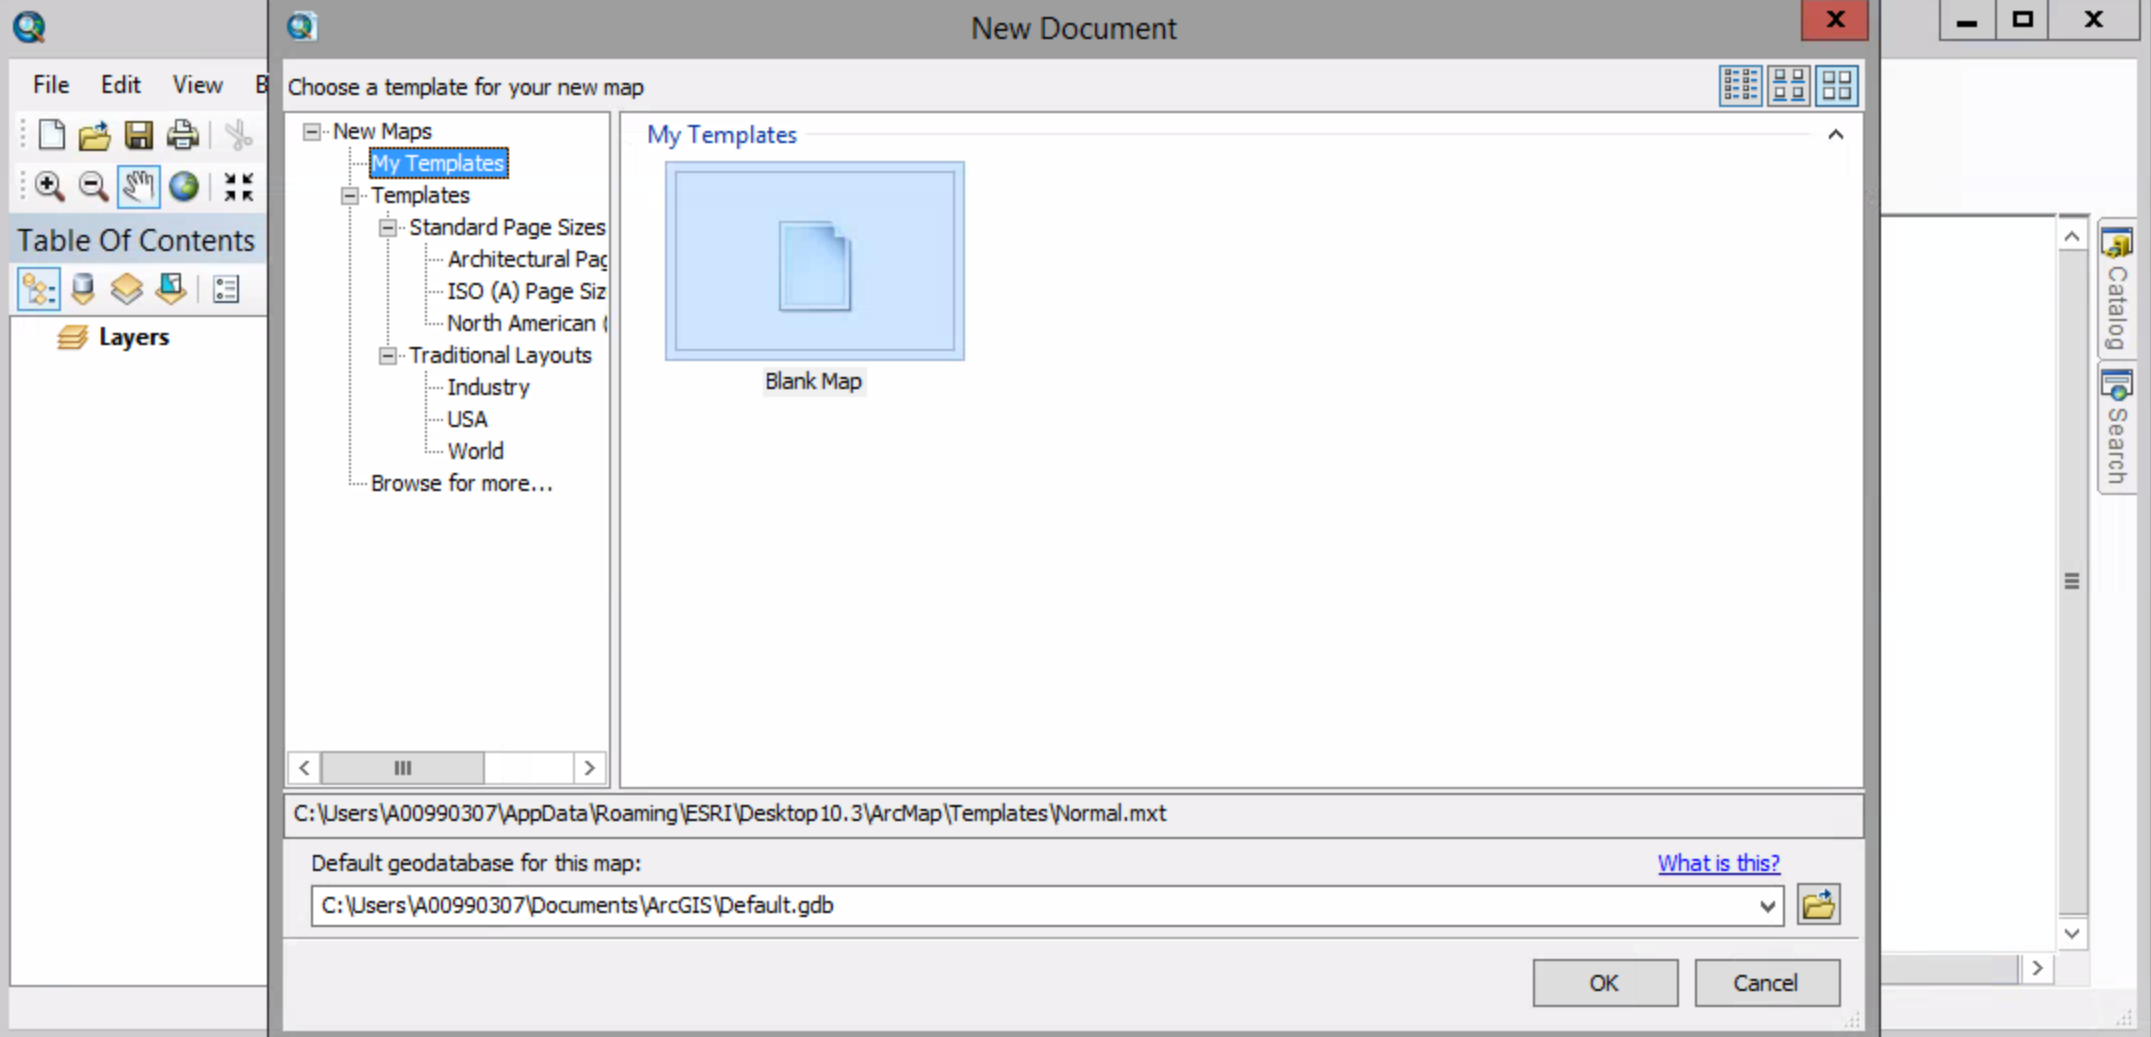 New Document
File Edit View B
Choose a template for your new map
New Maps
My Templates
Templates
Standard Page Sizes
Architectural Pag
ISO (A) Page Siz
North American (
Traditional Layouts
Industry
USA
World
Browse for more...
My Templates
Blank Map
Table Of Contents
Layers
Catalog
Search
C:\Users\A00990307\AppData\Roaming\ESRI\Desktop10.3\ArcMap\Templates\Normal.mxt
Default geodatabase for this map:
What is this?
C:\Users\A00990307\Documents\ArcGIS\Default.gdb
OK
Cancel